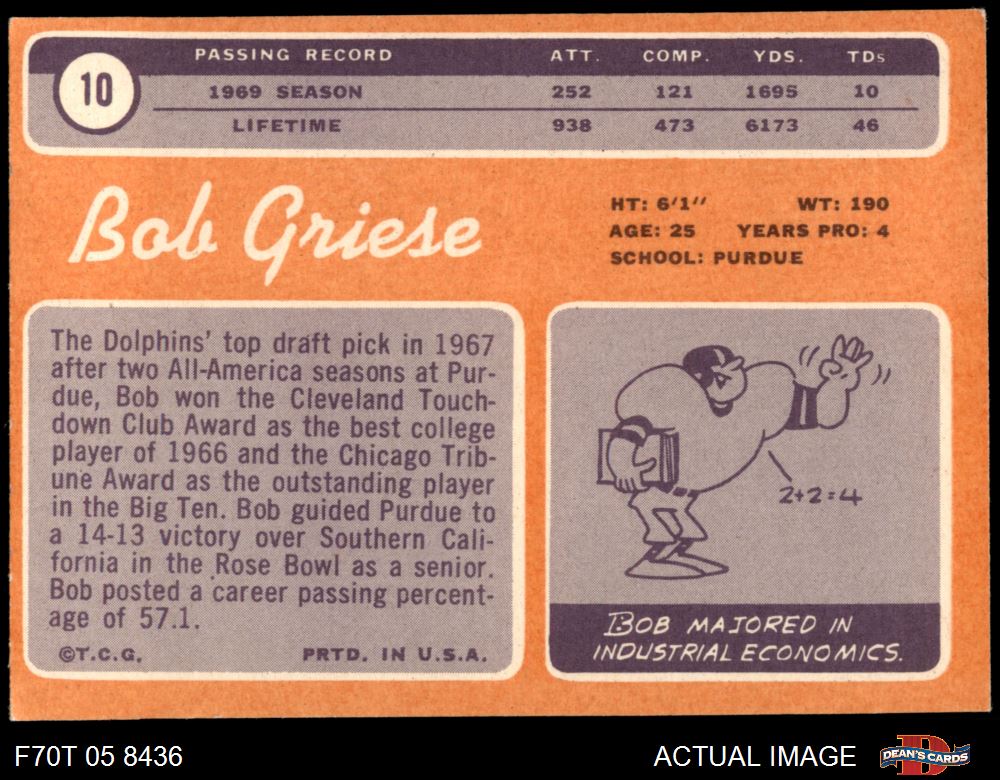 10
PASSING RECORD ATT. COMP. YDS. TDs
1969 SEASON 252 121 1695 10
LIFETIME 938 473 6173 46
Bob Griese
HT: 6'1" WT: 190
AGE: 25 YEARS PRO: 4
SCHOOL: PURDUE
The Dolphins' top draft pick in 1967
after two All-America seasons at Pur-
due, Bob won the Cleveland Touch-
down Club Award as the best college
player of 1966 and the Chicago Trib-
une Award as the outstanding player
in the Big Ten. Bob guided Purdue to
a 14-13 victory over Southern Cali-
fornia in the Rose Bowl as a senior.
Bob posted a career passing percent-
age of 57.1.
©T.C.G. PRTD. IN U.S.A.
2+2=4
BOB MAJORED IN
INDUSTRIAL ECONOMICS.
F70T 05 8436
ACTUAL IMAGE
D
DEAN'S CARDS